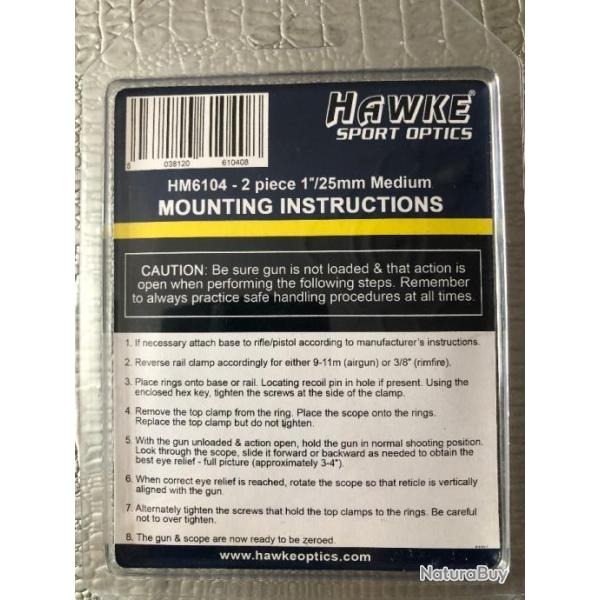 HAWKE®
SPORT OPTICS
5 038120 610408
HM6104 - 2 piece 1"/25mm Medium
MOUNTING INSTRUCTIONS
CAUTION: Be sure gun is not loaded & that action is
open when performing the following steps. Remember
to always practice safe handling procedures at all times.
1. If necessary attach base to rifle/pistol according to manufacturer's instructions.
2. Reverse rail clamp accordingly for either 9-11m (airgun) or 3/8" (rimfire).
3. Place rings onto base or rail. Locating recoil pin in hole if present. Using the
enclosed hex key, tighten the screws at the side of the clamp.
4. Remove the top clamp from the ring. Place the scope onto the rings.
Replace the top clamp but do not tighten.
5. With the gun unloaded & action open, hold the gun in normal shooting position.
Look through the scope, slide it forward or backward as needed to obtain the
best eye relief - full picture (approximately 3-4").
6. When correct eye relief is reached, rotate the scope so that reticle is vertically
aligned with the gun.
7. Alternately tighten the screws that hold the top clamps to the rings. Be careful
not to over tighten.
8. The gun & scope are now ready to be zeroed.
www.hawkeoptics.com
NaturaBuy